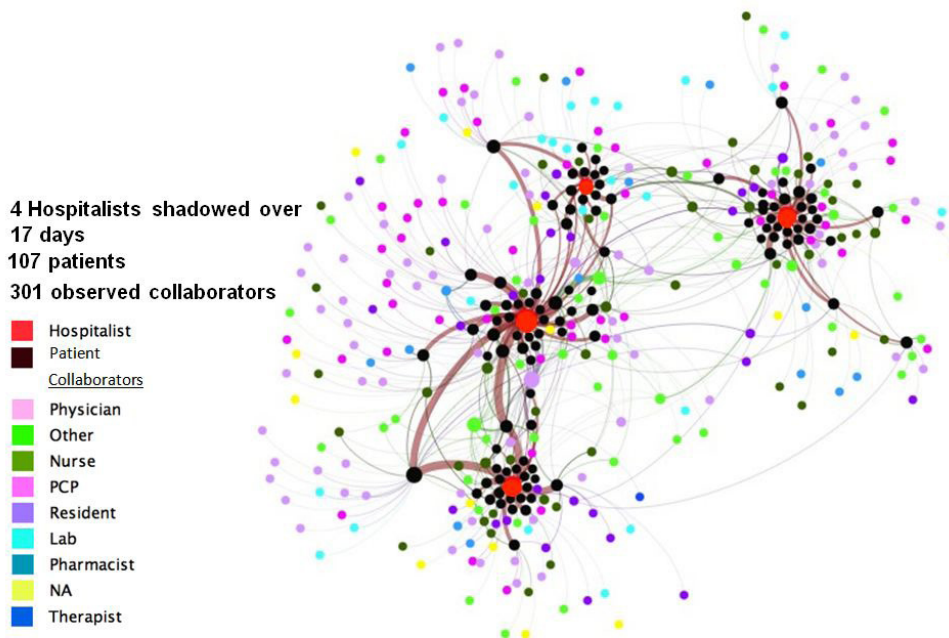 4 Hospitalists shadowed over
17 days
107 patients
301 observed collaborators
Hospitalist
Patient
Collaborators
Physician
Other
Nurse
PCP
Resident
Lab
Pharmacist
NA
Therapist